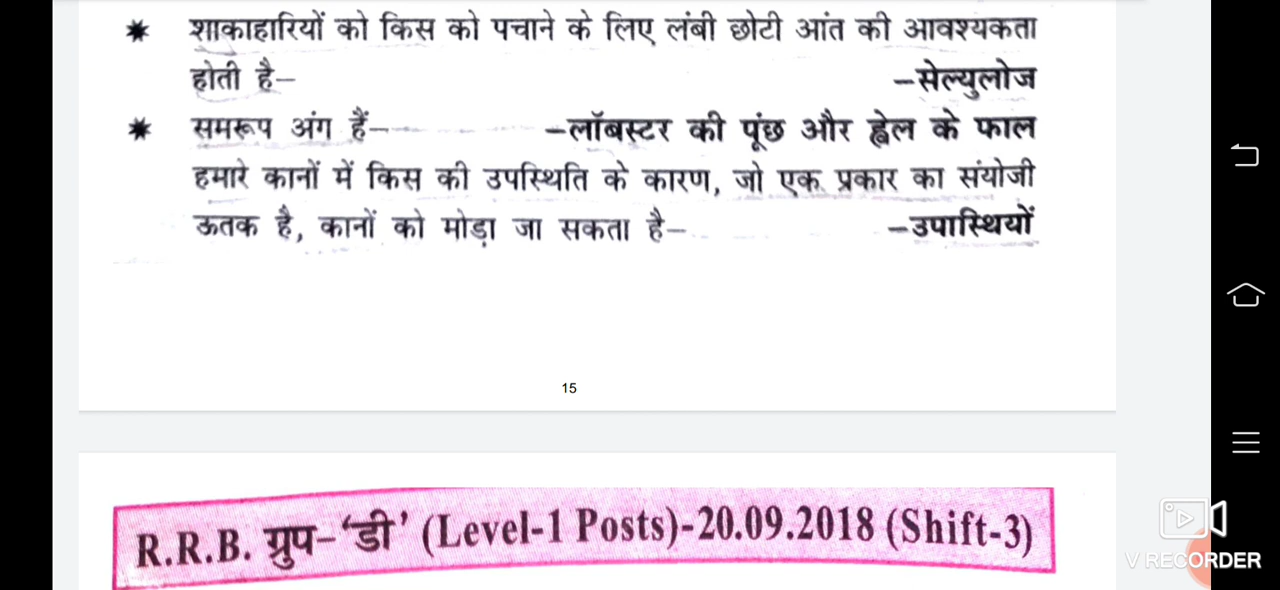 * शाकाहारियों को किस को पचाने के लिए लंबी छोटी आंत की आवश्यकता
होती है– –सेल्युलोज
* समरूप अंग हैं– –लॉबस्टर की पूंछ और ह्वेल के फाल
हमारे कानों में किस की उपस्थिति के कारण, जो एक प्रकार का संयोजी
ऊतक है, कानों को मोड़ा जा सकता है– –उपास्थियों
15
R.R.B. ग्रुप–‘डी’ (Level-1 Posts)-20.09.2018 (Shift-3)
V RECORDER